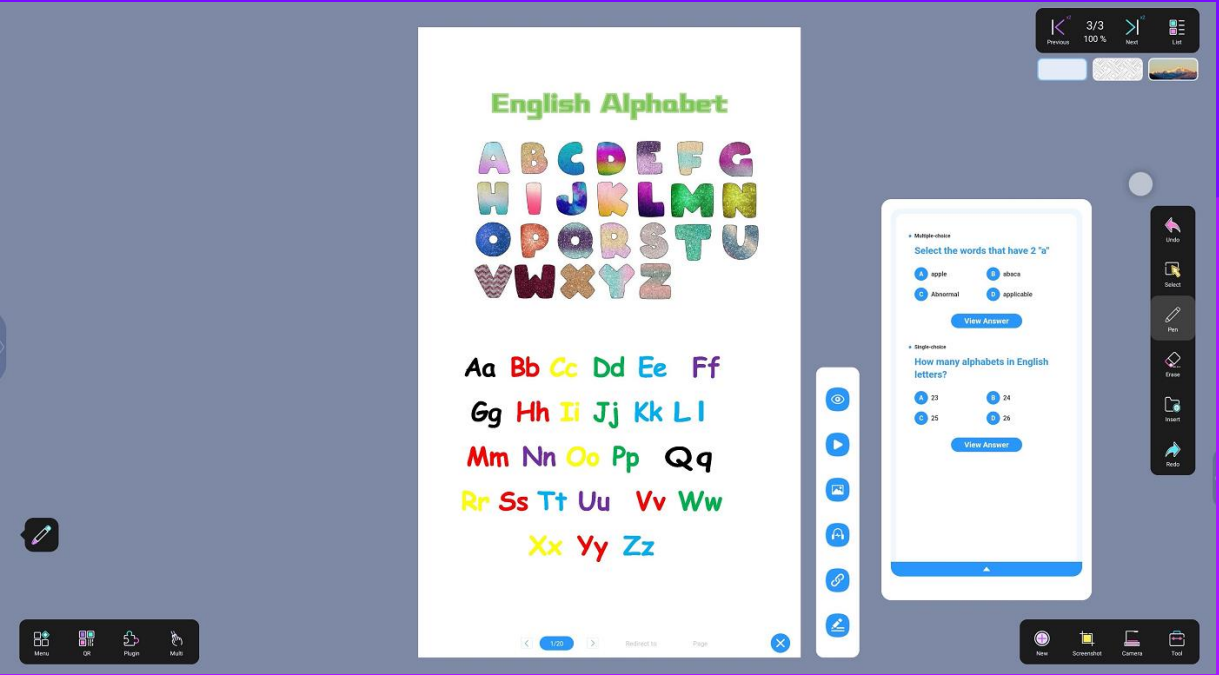 Previous
x2
3/3
100 %
Next
x2
List
English Alphabet
A B C D E F G
H I J K L M N
O P Q R S T U
V W X Y Z
Aa Bb Cc Dd Ee Ff
Gg Hh Ii Jj Kk Ll
Mm Nn Oo Pp Qq
Rr Ss Tt Uu Vv Ww
Xx Yy Zz
1/20
Redirect to
Page
Multiple-choice
Select the words that have 2 "a"
A apple
B abaca
C Abnormal
D applicable
View Answer
Single-choice
How many alphabets in English
letters?
A 23
B 24
C 25
D 26
View Answer
Undo
Select
Pen
Erase
Insert
Redo
Menu
QR
Plugin
Multi
New
Screenshot
Camera
Tool